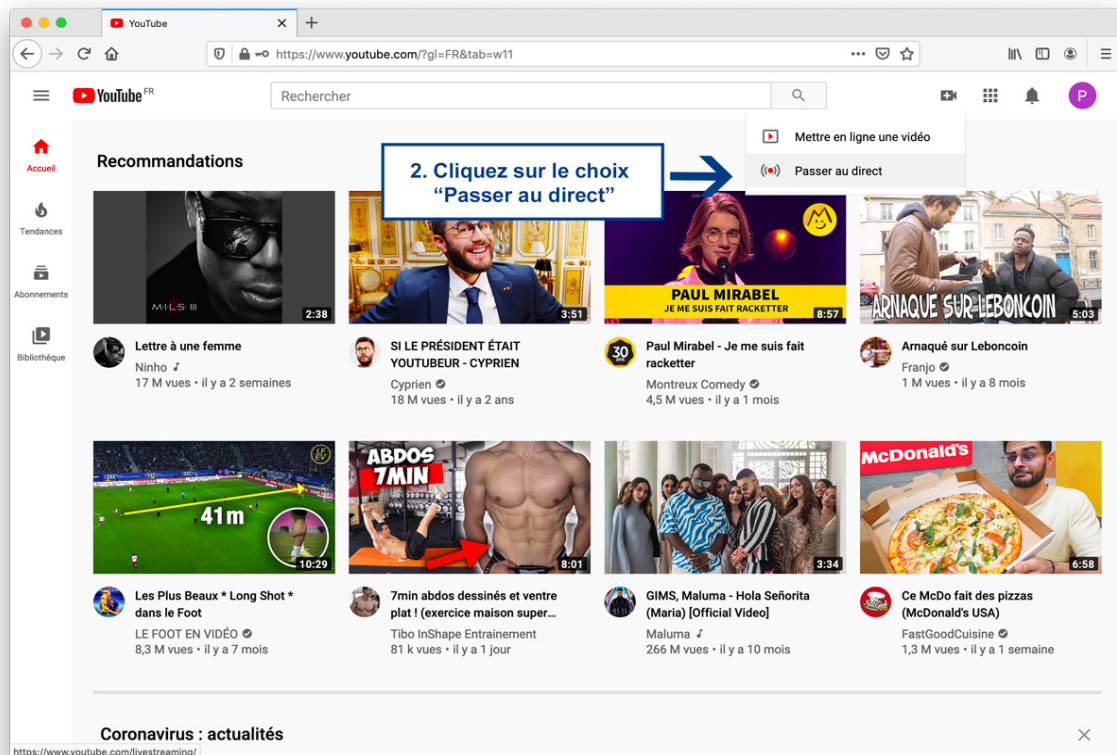 YouTube
https://www.youtube.com/?gl=FR&tab=w11
YouTube FR
Rechercher
P
Mettre en ligne une vidéo
Passer au direct
2. Cliquez sur le choix
“Passer au direct”
Accueil
Tendances
Abonnements
Bibliothèque
Recommandations
M·I·L·S· III
2:38
3:51
PAUL MIRABEL
JE ME SUIS FAIT RACKETTER
8:57
ARNAQUE SUR LEBONCOIN
5:03
Lettre à une femme
Ninho
17 M vues • il y a 2 semaines
SI LE PRÉSIDENT ÉTAIT
YOUTUBEUR - CYPRIEN
Cyprien
18 M vues • il y a 2 ans
30
ans
Paul Mirabel - Je me suis fait
racketter
Montreux Comedy
4,5 M vues • il y a 1 mois
Arnaqué sur Leboncoin
Franjo
1 M vues • il y a 8 mois
41m
10:29
ABDOS
7MIN
8:01
3:34
McDonald's
6:58
Les Plus Beaux * Long Shot *
dans le Foot
LE FOOT EN VIDÉO
8,3 M vues • il y a 7 mois
7min abdos dessinés et ventre
plat ! (exercice maison super...
Tibo InShape Entrainement
81 k vues • il y a 1 jour
GIMS, Maluma - Hola Señorita
(Maria) [Official Video]
Maluma
266 M vues • il y a 10 mois
Ce McDo fait des pizzas
(McDonald's USA)
FastGoodCuisine
1,3 M vues • il y a 1 semaine
Coronavirus : actualités
https://www.youtube.com/livestreaming/